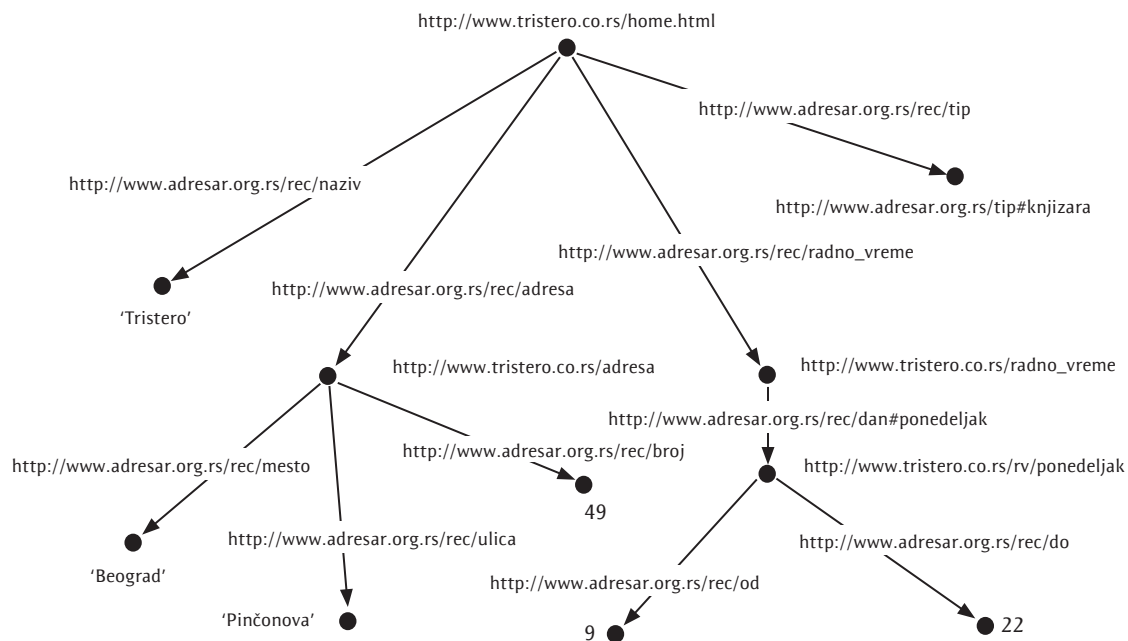 http://www.tristero.co.rs/home.html
http://www.adresar.org.rs/rec/tip
http://www.adresar.org.rs/rec/naziv
http://www.adresar.org.rs/tip#knjizara
http://www.adresar.org.rs/rec/radno_vreme
http://www.adresar.org.rs/rec/adresa
‘Tristero’
http://www.tristero.co.rs/adresa
http://www.tristero.co.rs/radno_vreme
http://www.adresar.org.rs/rec/dan#ponedeljak
http://www.adresar.org.rs/rec/broj
http://www.adresar.org.rs/rec/mesto
http://www.tristero.co.rs/rv/ponedeljak
49
http://www.adresar.org.rs/rec/ulica
http://www.adresar.org.rs/rec/do
‘Beograd’
http://www.adresar.org.rs/rec/od
‘Pinčonova’
9
22